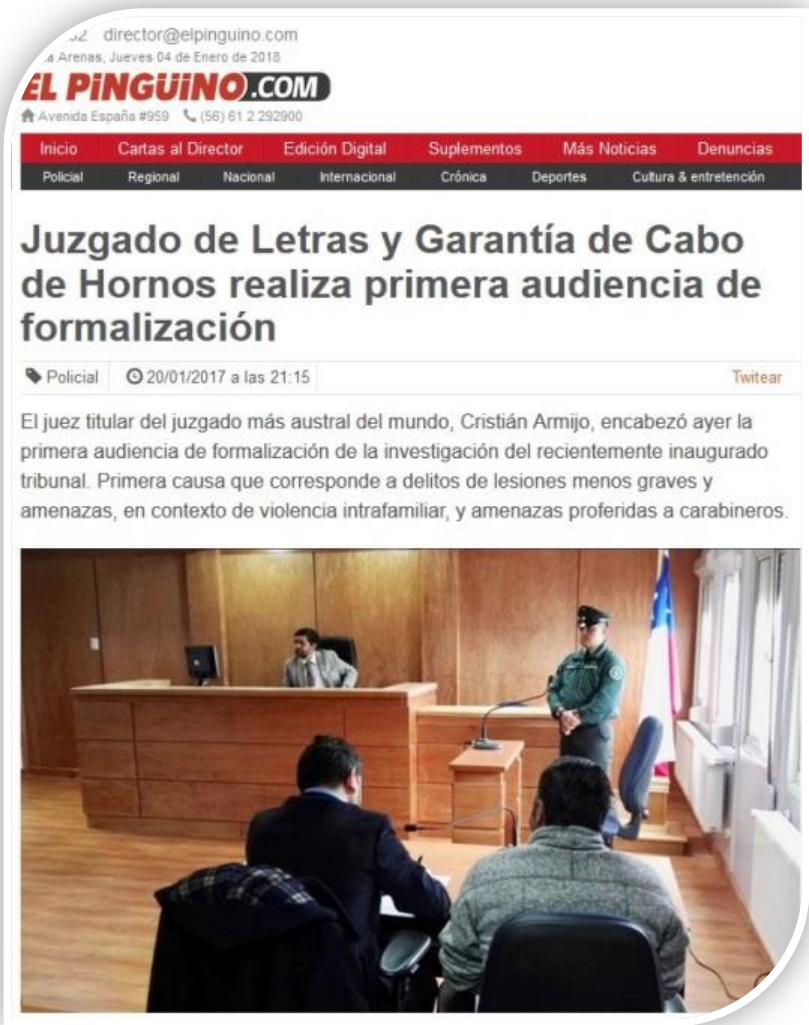 director@elpinguino.com
Arenas, Jueves 04 de Enero de 2018
EL PiNGÜiNO.COM
Avenida España #959 (56) 61 2 292900
Inicio Cartas al Director Edición Digital Suplementos Más Noticias Denuncias
Policial Regional Nacional Internacional Crónica Deportes Cultura & entretención
Juzgado de Letras y Garantía de Cabo
de Hornos realiza primera audiencia de
formalización
Policial 20/01/2017 a las 21:15 Twitear
El juez titular del juzgado más austral del mundo, Cristián Armijo, encabezó ayer la
primera audiencia de formalización de la investigación del recientemente inaugurado
tribunal. Primera causa que corresponde a delitos de lesiones menos graves y
amenazas, en contexto de violencia intrafamiliar, y amenazas proferidas a carabineros.